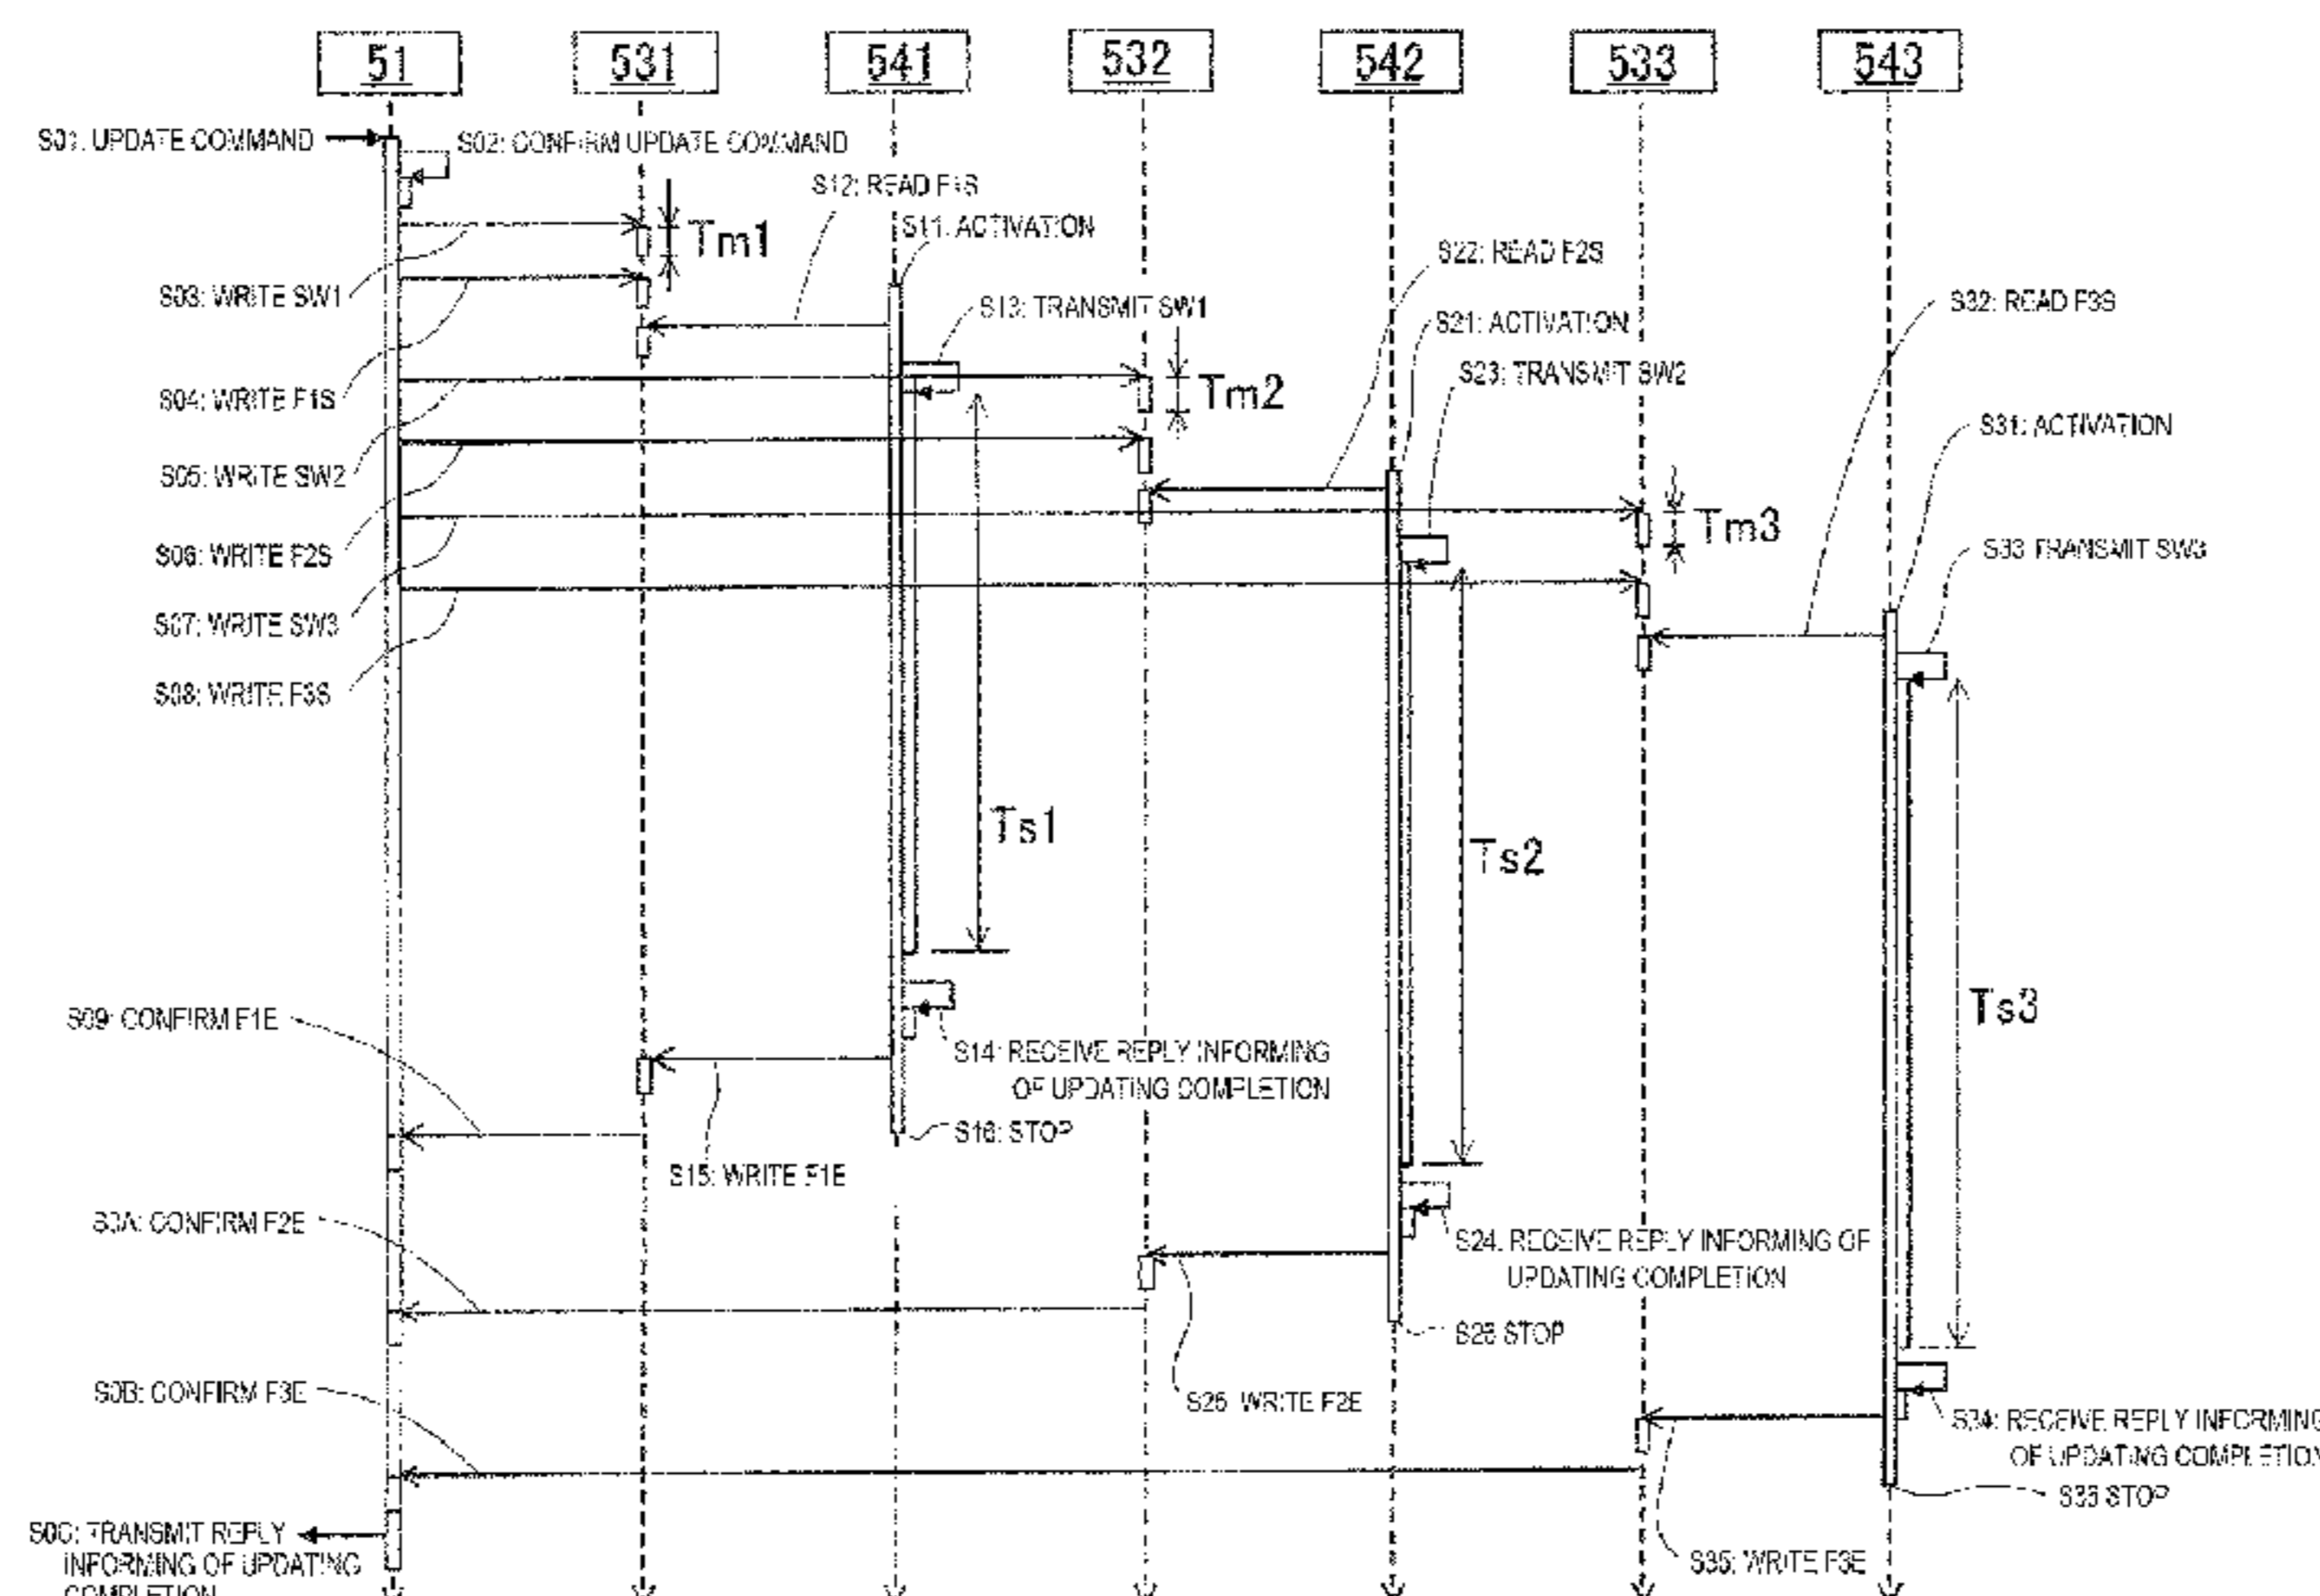 51 531 541 532 542 533 543
S01: UPDATE COMMAND
S02: CONFIRM UPDATE COMMAND
S12: READ F1S
S11: ACTIVATION
Tm1
S22: READ F2S
S03: WRITE SW1
S13: TRANSMIT SW1
S32: READ F3S
S21: ACTIVATION
S23: TRANSMIT SW2
Tm2
S04: WRITE F1S
S31: ACTIVATION
S05: WRITE SW2
Tm3
S33 TRANSMIT SW3
S06: WRITE F2S
S07: WRITE SW3
S08: WRITE F3S
Ts1
Ts2
Ts3
S09: CONFIRM F1E
S14: RECEIVE REPLY INFORMING
OF UPDATING COMPLETION
S16: STOP
S15: WRITE F1E
S0A: CONFIRM F2E
S24: RECEIVE REPLY INFORMING OF
UPDATING COMPLETION
S26 STOP
S0B: CONFIRM F3E
S25: WRITE F2E
S34: RECEIVE REPLY INFORMING
OF UPDATING COMPLETION
S36 STOP
S0C: TRANSMIT REPLY
INFORMING OF UPDATING
COMPLETION
S35: WRITE F3E